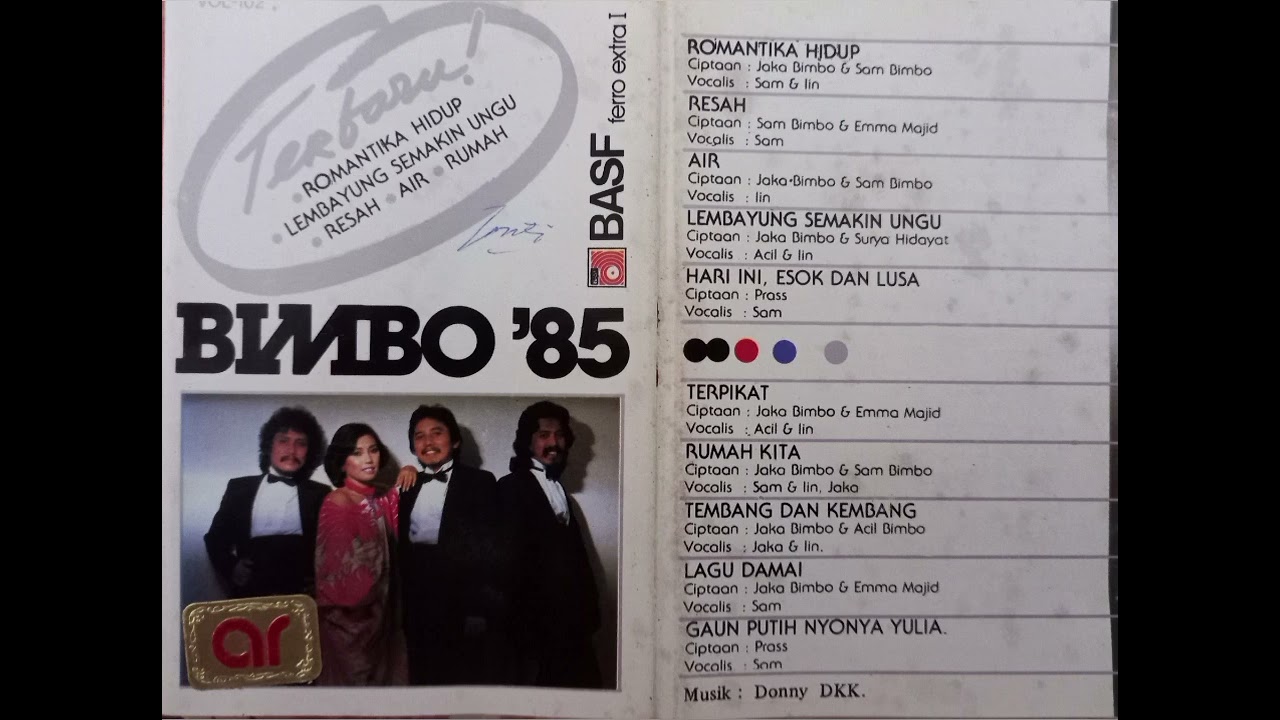 VOL-102.
Terbaru!
• ROMANTIKA HIDUP
• LEMBAYUNG SEMAKIN UNGU
• RESAH • AIR • RUMAH
BASF ferro extra I
BIMBO '85
ar
ROMANTIKA HIDUP
Ciptaan : Jaka Bimbo & Sam Bimbo
Vocalis : Sam & Iin
RESAH
Ciptaan : Sam Bimbo & Emma Majid
Vocalis : Sam
AIR
Ciptaan : Jaka Bimbo & Sam Bimbo
Vocalis : Iin
LEMBAYUNG SEMAKIN UNGU
Ciptaan : Jaka Bimbo & Surya Hidayat
Vocalis : Acil & Iin
HARI INI, ESOK DAN LUSA
Ciptaan : Prass
Vocalis : Sam
TERPIKAT
Ciptaan : Jaka Bimbo & Emma Majid
Vocalis : Acil & Iin
RUMAH KITA
Ciptaan : Jaka Bimbo & Sam Bimbo
Vocalis : Sam & Iin, Jaka
TEMBANG DAN KEMBANG
Ciptaan : Jaka Bimbo & Acil Bimbo
Vocalis : Jaka & Iin.
LAGU DAMAI
Ciptaan : Jaka Bimbo & Emma Majid
Vocalis : Sam
GAUN PUTIH NYONYA YULIA.
Ciptaan : Prass
Vocalis : Sam
Musik : Donny DKK.